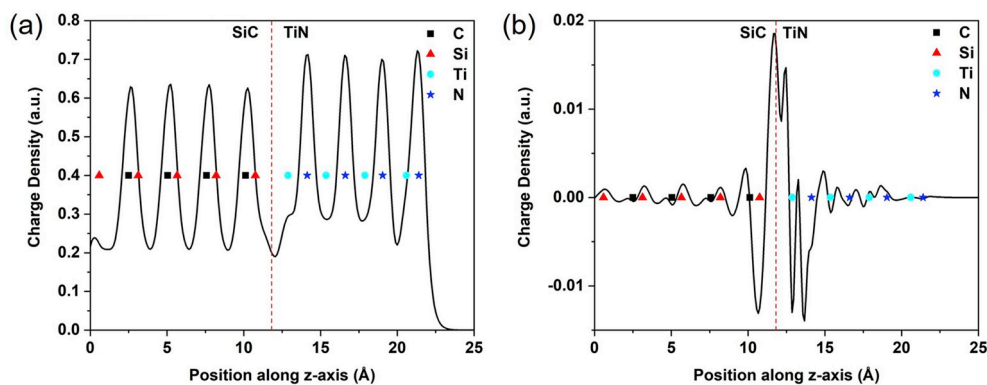 (a)
SiC TiN
C
Si
Ti
N
Charge Density (a.u.)
0.8
0.7
0.6
0.5
0.4
0.3
0.2
0.1
0.0
0 5 10 15 20 25
Position along z-axis (Å)
(b)
SiC TiN
C
Si
Ti
N
Charge Density (a.u.)
0.02
0.01
0.00
-0.01
0 5 10 15 20 25
Position along z-axis (Å)